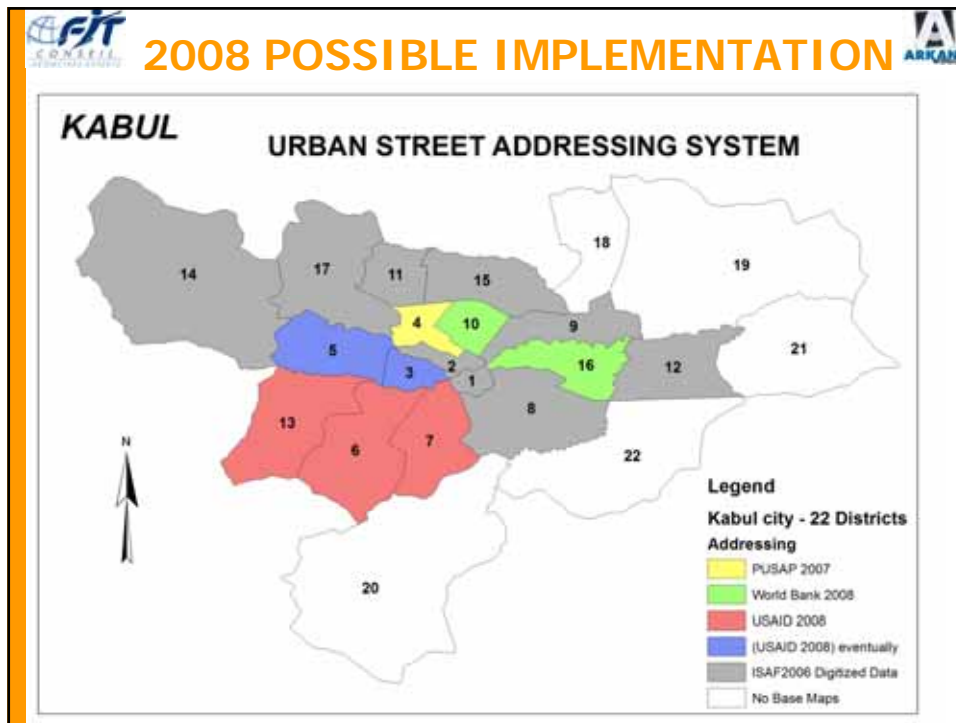 FIT
CONSEIL
2008 POSSIBLE IMPLEMENTATION
A
ARKAN
KABUL
URBAN STREET ADDRESSING SYSTEM
18
19
14
17
11
15
4
10
9
21
5
2
3
1
16
12
8
13
6
7
22
N
20
Legend
Kabul city - 22 Districts
Addressing
PUSAP 2007
World Bank 2008
USAID 2008
(USAID 2008) eventually
ISAF2006 Digitized Data
No Base Maps